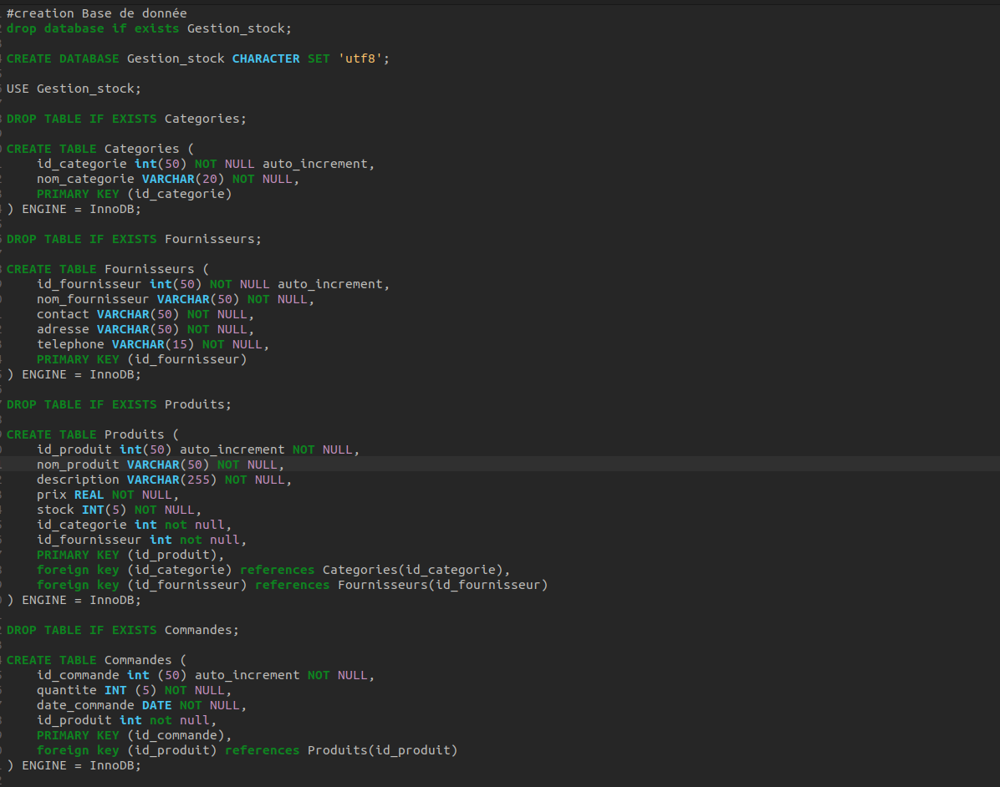 #creation Base de donnée
drop database if exists Gestion_stock;
CREATE DATABASE Gestion_stock CHARACTER SET 'utf8';
USE Gestion_stock;
DROP TABLE IF EXISTS Categories;
CREATE TABLE Categories (
    id_categorie int(50) NOT NULL auto_increment,
    nom_categorie VARCHAR(20) NOT NULL,
    PRIMARY KEY (id_categorie)
) ENGINE = InnoDB;
DROP TABLE IF EXISTS Fournisseurs;
CREATE TABLE Fournisseurs (
    id_fournisseur int(50) NOT NULL auto_increment,
    nom_fournisseur VARCHAR(50) NOT NULL,
    contact VARCHAR(50) NOT NULL,
    adresse VARCHAR(50) NOT NULL,
    telephone VARCHAR(15) NOT NULL,
    PRIMARY KEY (id_fournisseur)
) ENGINE = InnoDB;
DROP TABLE IF EXISTS Produits;
CREATE TABLE Produits (
    id_produit int(50) auto_increment NOT NULL,
    nom_produit VARCHAR(50) NOT NULL,
    description VARCHAR(255) NOT NULL,
    prix REAL NOT NULL,
    stock INT(5) NOT NULL,
    id_categorie int not null,
    id_fournisseur int not null,
    PRIMARY KEY (id_produit),
    foreign key (id_categorie) references Categories(id_categorie),
    foreign key (id_fournisseur) references Fournisseurs(id_fournisseur)
) ENGINE = InnoDB;
DROP TABLE IF EXISTS Commandes;
CREATE TABLE Commandes (
    id_commande int (50) auto_increment NOT NULL,
    quantite INT (5) NOT NULL,
    date_commande DATE NOT NULL,
    id_produit int not null,
    PRIMARY KEY (id_commande),
    foreign key (id_produit) references Produits(id_produit)
) ENGINE = InnoDB;